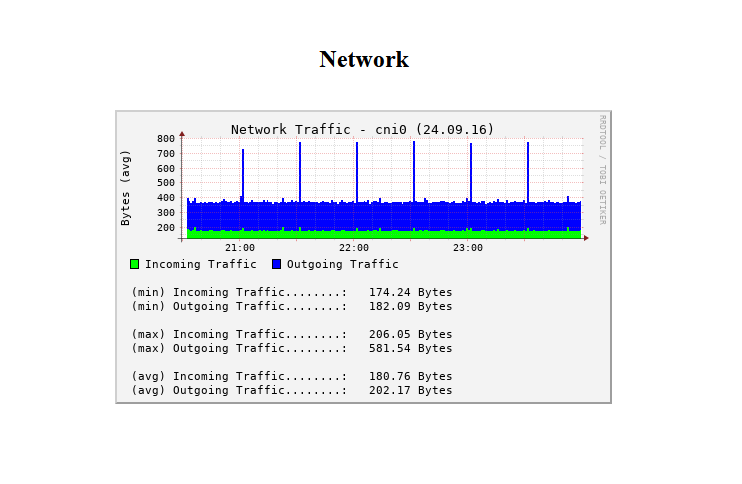 Network
Network Traffic - cni0 (24.09.16)
RRDTOOL / TOBI OETIKER
Bytes (avg)
800
700
600
500
400
300
200
21:00 22:00 23:00
Incoming Traffic Outgoing Traffic
(min) Incoming Traffic........: 174.24 Bytes
(min) Outgoing Traffic........: 182.09 Bytes
(max) Incoming Traffic........: 206.05 Bytes
(max) Outgoing Traffic........: 581.54 Bytes
(avg) Incoming Traffic........: 180.76 Bytes
(avg) Outgoing Traffic........: 202.17 Bytes